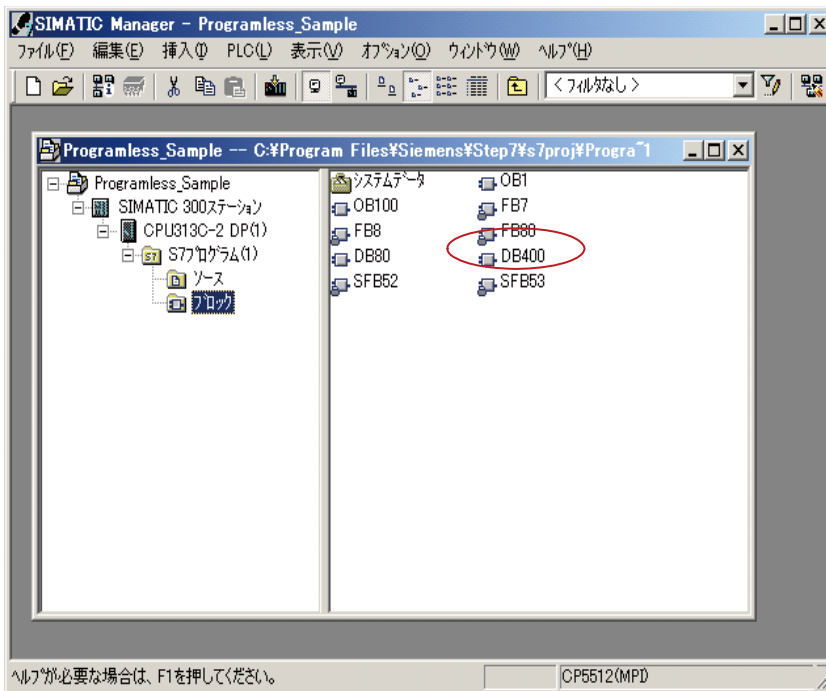 SIMATIC Manager - Programless_Sample
ﾌｧｲﾙ(F) 編集(E) 挿入(I) PLC(L) 表示(V) ｵﾌﾟｼｮﾝ(O) ｳｨﾝﾄﾞｳ(W) ﾍﾙﾌﾟ(H)
< ﾌｨﾙﾀなし >
Programless_Sample -- C:¥Program Files¥Siemens¥Step7¥s7proj¥Progra~1
Programless_Sample
SIMATIC 300ｽﾃｰｼｮﾝ
CPU313C-2 DP(1)
S7ﾌﾟﾛｸﾞﾗﾑ(1)
ｿｰｽ
ﾌﾞﾛｯｸ
ｼｽﾃﾑﾃﾞｰﾀ OB1
OB100 FB7
FB8 FB80
DB80 DB400
SFB52 SFB53
ﾍﾙﾌﾟが必要な場合は、F1を押してください。 CP5512(MPI)